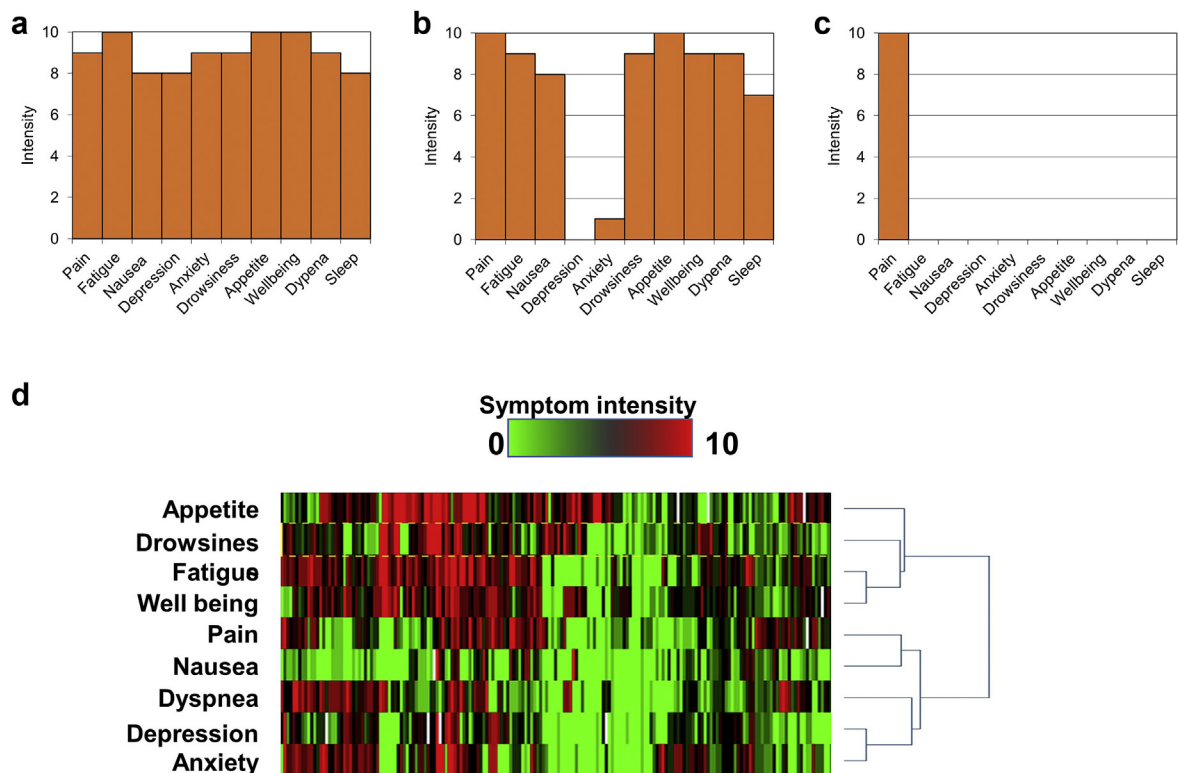 a
10
8
6
4
2
0
Intensity
Pain
Fatigue
Nausea
Depression
Anxiety
Drowsiness
Appetite
Wellbeing
Dypena
Sleep
b
10
8
6
4
2
0
Intensity
Pain
Fatigue
Nausea
Depression
Anxiety
Drowsiness
Appetite
Wellbeing
Dypena
Sleep
c
10
8
6
4
2
0
Intensity
Pain
Fatigue
Nausea
Depression
Anxiety
Drowsiness
Appetite
Wellbeing
Dypena
Sleep
d
Symptom intensity
0 10
Appetite
Drowsines
Fatigue
Well being
Pain
Nausea
Dyspnea
Depression
Anxiety